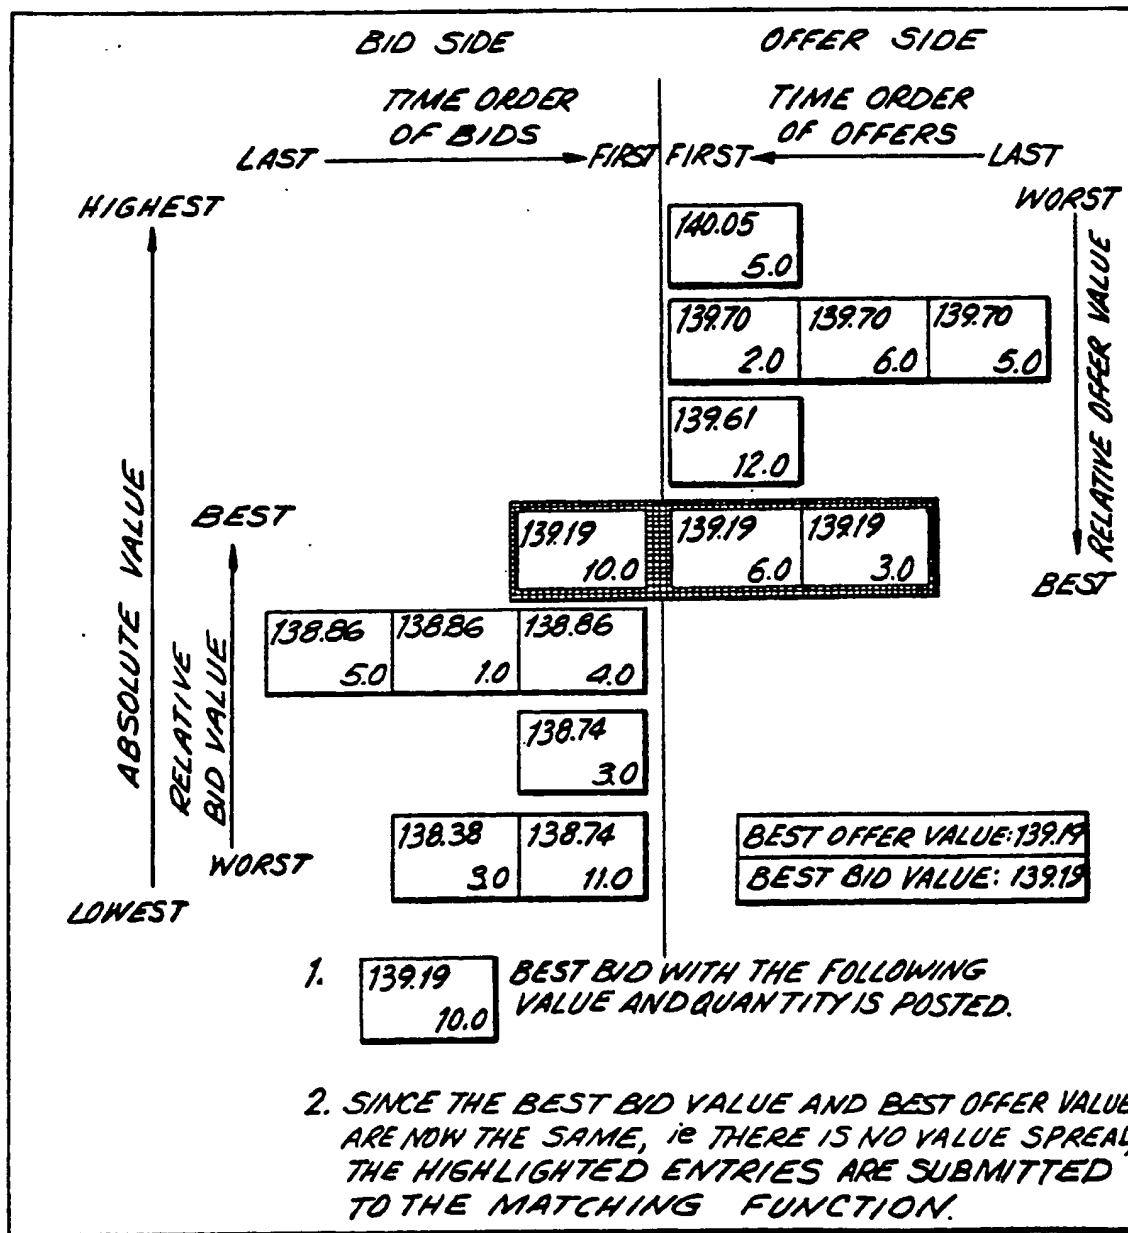 BID SIDE
OFFER SIDE
TIME ORDER
OF BIDS
TIME ORDER
OF OFFERS
LAST
FIRST
FIRST
LAST
HIGHEST
WORST
140.05
5.0
139.70
139.70
139.70
2.0
6.0
5.0
139.61
12.0
RELATIVE OFFER VALUE
ABSOLUTE VALUE
BEST
139.19
139.19
139.19
10.0
6.0
3.0
BEST
RELATIVE
BID VALUE
138.86
138.86
138.86
5.0
1.0
4.0
138.74
3.0
138.38
138.74
3.0
11.0
WORST
LOWEST
BEST OFFER VALUE: 139.19
BEST BID VALUE: 139.19
1.
139.19
10.0
BEST BID WITH THE FOLLOWING
VALUE AND QUANTITY IS POSTED.
2. SINCE THE BEST BID VALUE AND BEST OFFER VALUE
ARE NOW THE SAME, ie THERE IS NO VALUE SPREAD,
THE HIGHLIGHTED ENTRIES ARE SUBMITTED
TO THE MATCHING FUNCTION.